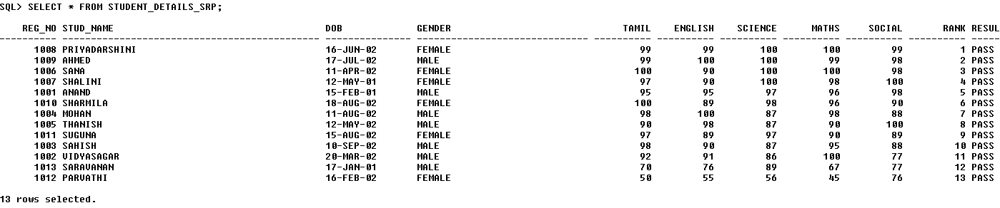 SQL> SELECT * FROM STUDENT_DETAILS_SRP;
REG_NO STUD_NAME DOB GENDER TAMIL ENGLISH SCIENCE MATHS SOCIAL RANK RESUL
---------- ---------------------------------------- --------------- ------------------------------ ---------- ---------- ---------- ---------- ---------- ---------- -----
1008 PRIYADARSHINI 16-JUN-02 FEMALE 99 99 100 100 99 1 PASS
1009 AHMED 17-JUL-02 MALE 99 100 100 99 98 2 PASS
1006 SANA 11-APR-02 FEMALE 100 90 100 100 98 3 PASS
1007 SHALINI 12-MAY-01 FEMALE 97 90 100 98 100 4 PASS
1001 ANAND 15-FEB-01 MALE 95 95 97 96 98 5 PASS
1010 SHARMILA 18-AUG-02 FEMALE 100 89 98 96 90 6 PASS
1004 MOHAN 11-AUG-02 MALE 98 100 87 98 88 7 PASS
1005 THANISH 12-MAY-02 MALE 90 98 87 90 100 8 PASS
1011 SUGUNA 15-AUG-02 FEMALE 97 89 97 90 89 9 PASS
1003 SAHISH 10-SEP-02 MALE 98 90 87 95 88 10 PASS
1002 VIDYASAGAR 20-MAR-02 MALE 92 91 86 100 77 11 PASS
1013 SARAVANAN 17-JAN-01 MALE 70 76 89 67 77 12 PASS
1012 PARVATHI 16-FEB-02 FEMALE 50 55 56 45 76 13 PASS
13 rows selected.